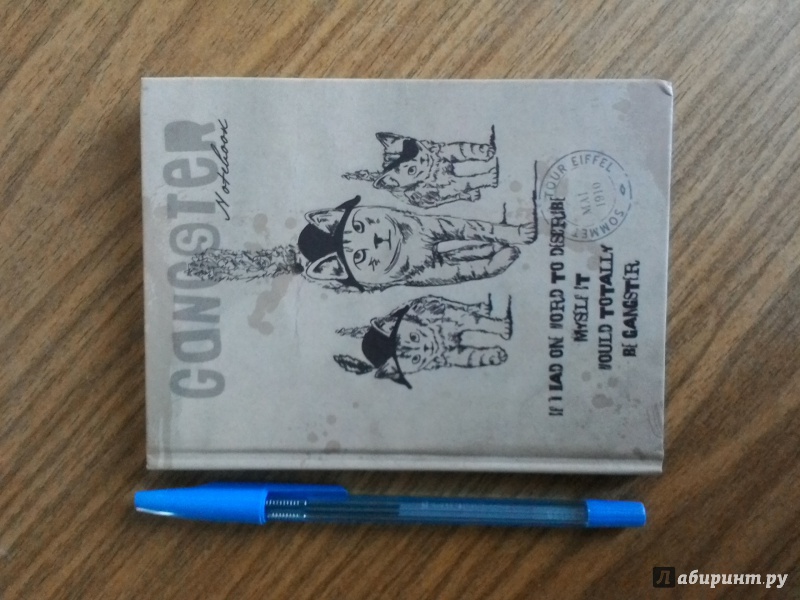 GANGSTER
Notebook
TOUR EIFFEL
MAI
1910
SOMMET
IF I LAD ON WORD TO DISCRIBE
MYSELF IT
WOULD TOTALLY
BE GANGSTER
Лабиринт.ру